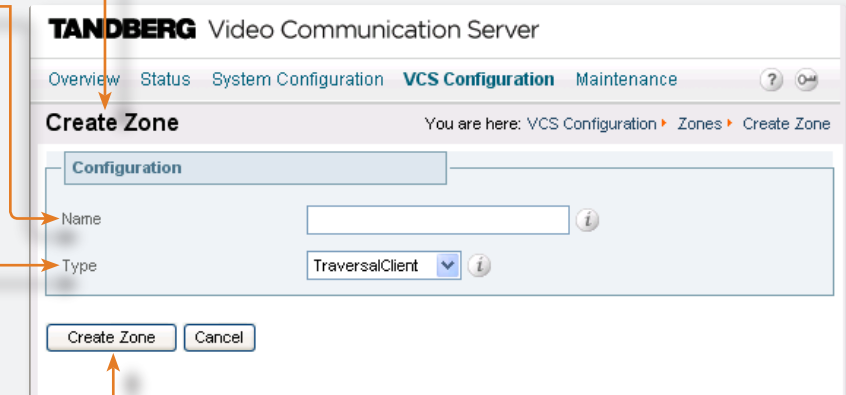 TANDBERG Video Communication Server
Overview Status System Configuration VCS Configuration Maintenance ?
Create Zone You are here: VCS Configuration Zones Create Zone
Configuration
Name i
Type TraversalClient i
Create Zone Cancel